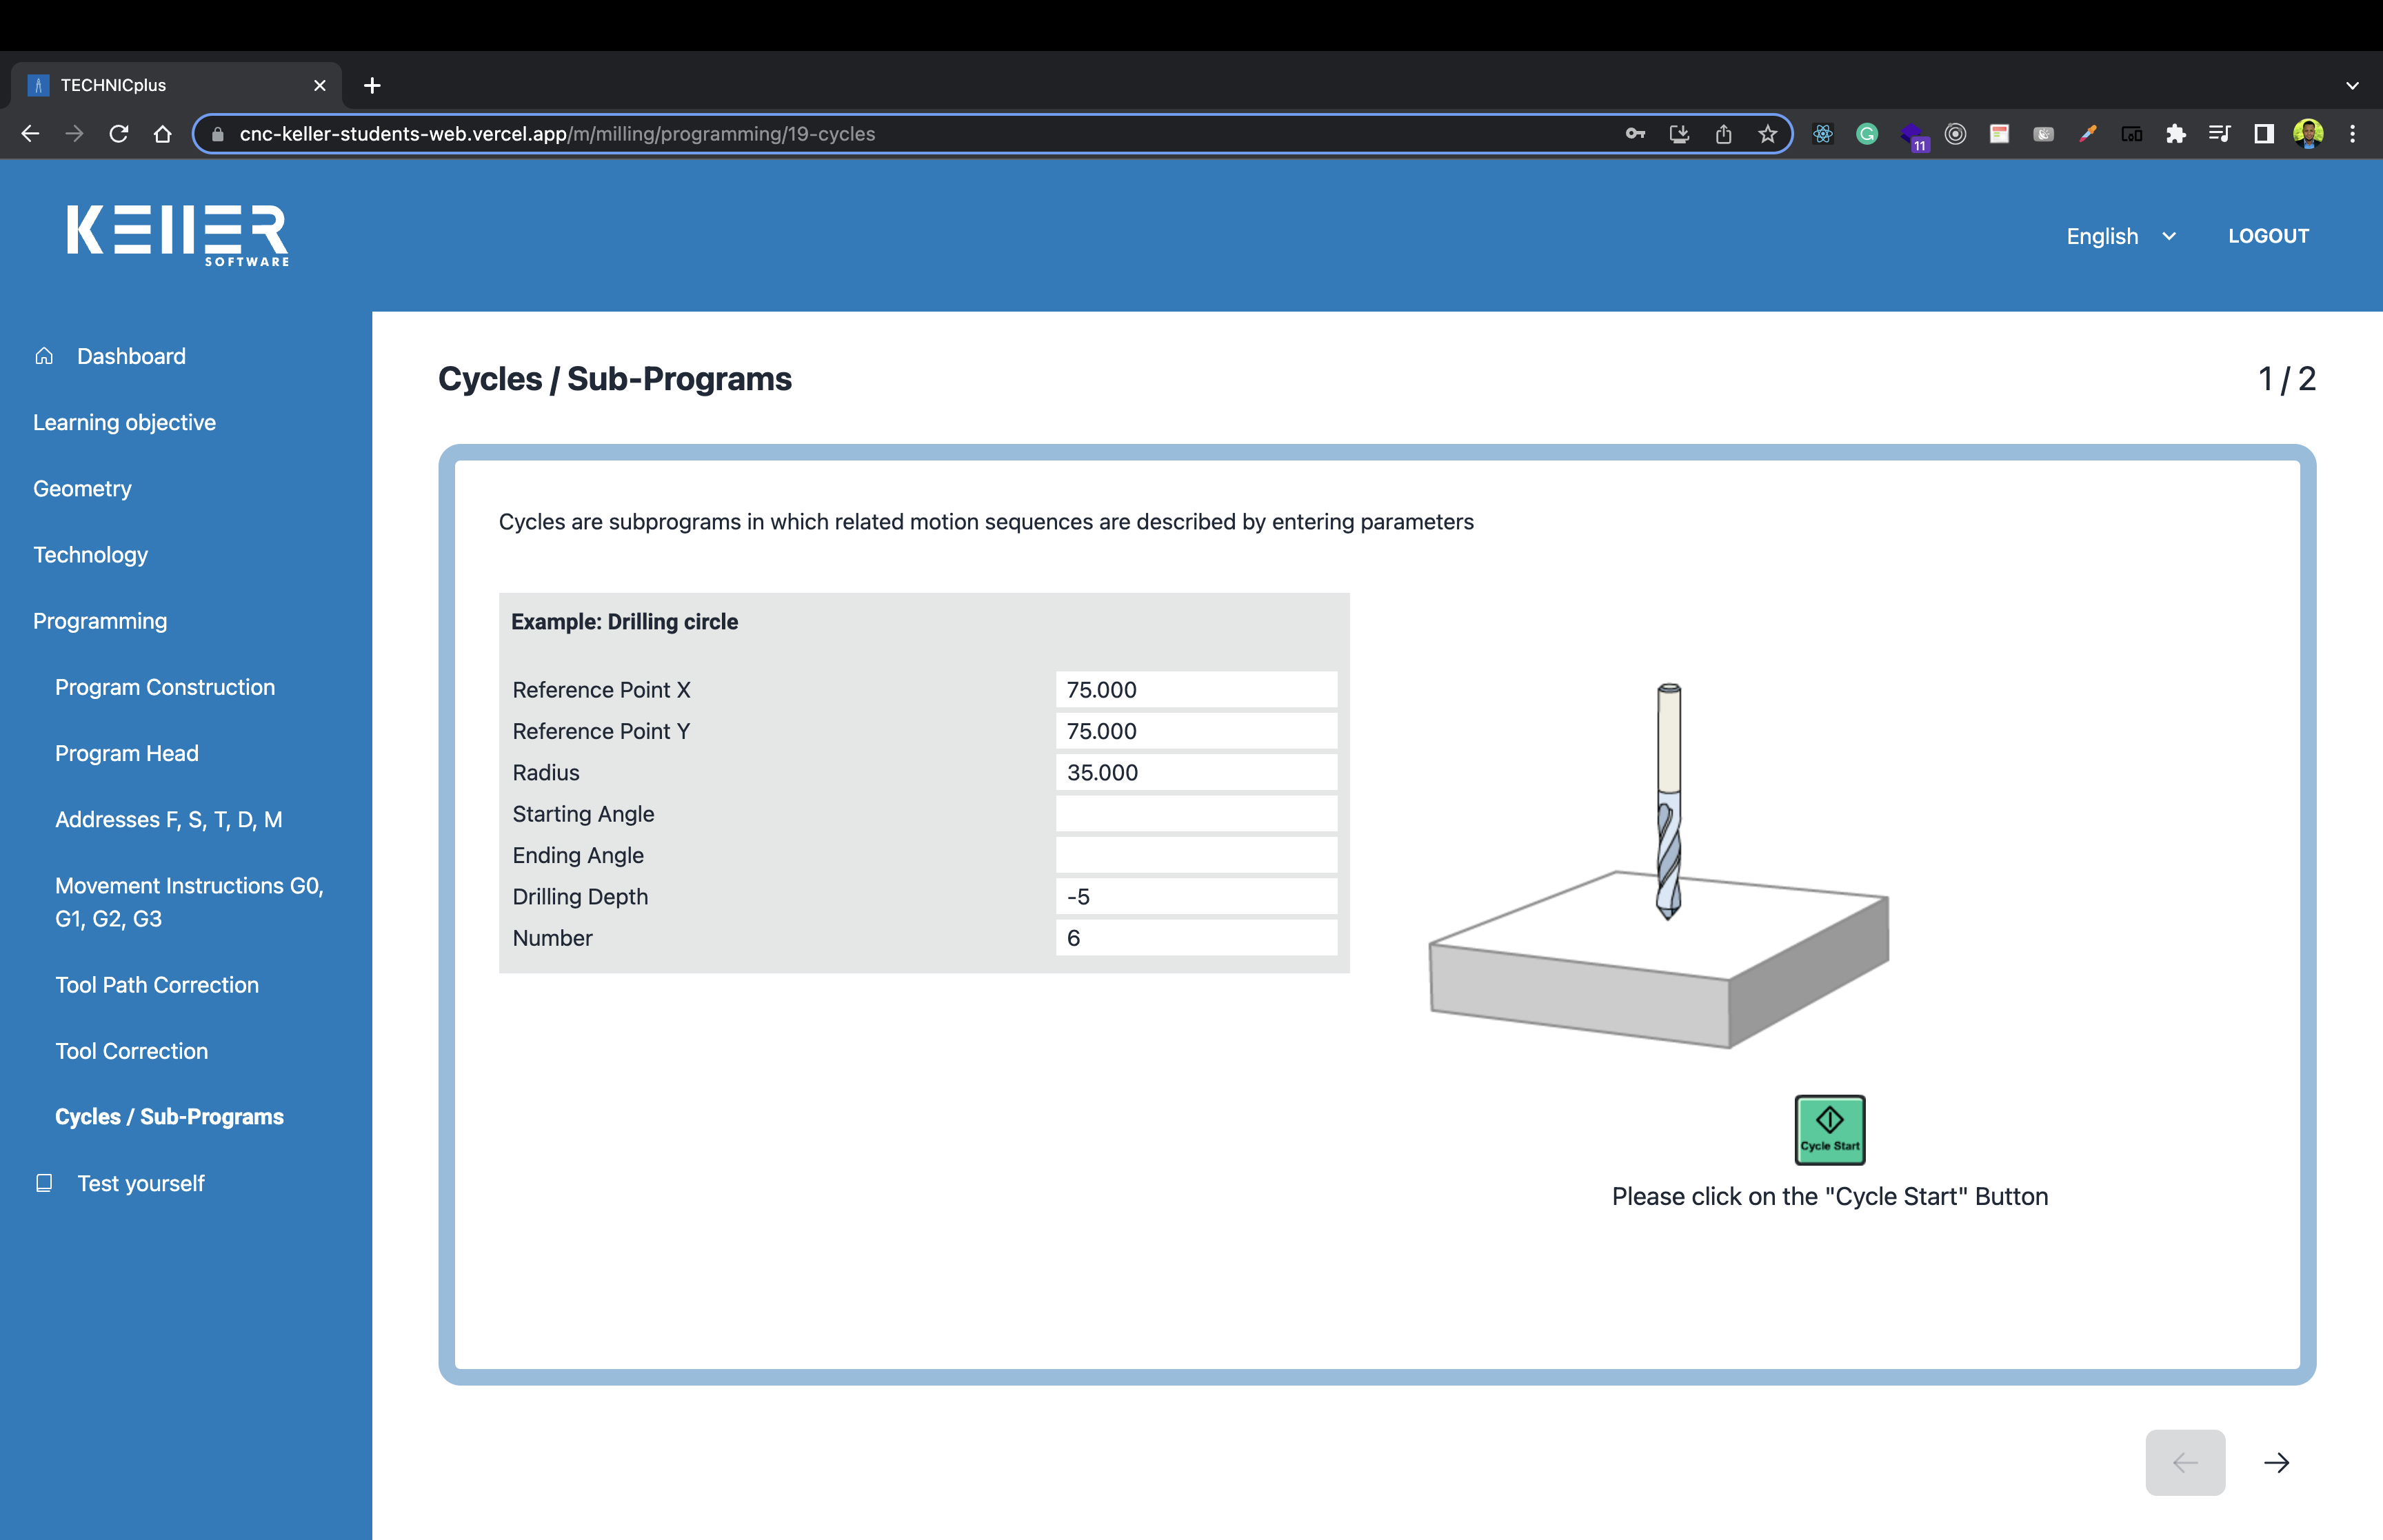 TECHNICplus
cnc-keller-students-web.vercel.app/m/milling/programming/19-cycles
11
KELLER
SOFTWARE
English
LOGOUT
Dashboard
Learning objective
Geometry
Technology
Programming
Program Construction
Program Head
Addresses F, S, T, D, M
Movement Instructions G0,
G1, G2, G3
Tool Path Correction
Tool Correction
Cycles / Sub-Programs
Test yourself
Cycles / Sub-Programs
1 / 2
Cycles are subprograms in which related motion sequences are described by entering parameters
Example: Drilling circle
Reference Point X 75.000
Reference Point Y 75.000
Radius 35.000
Starting Angle
Ending Angle
Drilling Depth -5
Number 6
Cycle Start
Please click on the "Cycle Start" Button